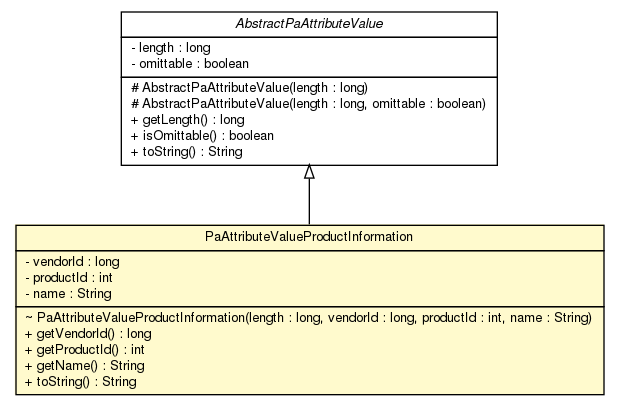 AbstractPaAttributeValue
- length : long
- omittable : boolean
# AbstractPaAttributeValue(length : long)
# AbstractPaAttributeValue(length : long, omittable : boolean)
+ getLength() : long
+ isOmittable() : boolean
+ toString() : String
PaAttributeValueProductInformation
- vendorId : long
- productId : int
- name : String
~ PaAttributeValueProductInformation(length : long, vendorId : long, productId : int, name : String)
+ getVendorId() : long
+ getProductId() : int
+ getName() : String
+ toString() : String